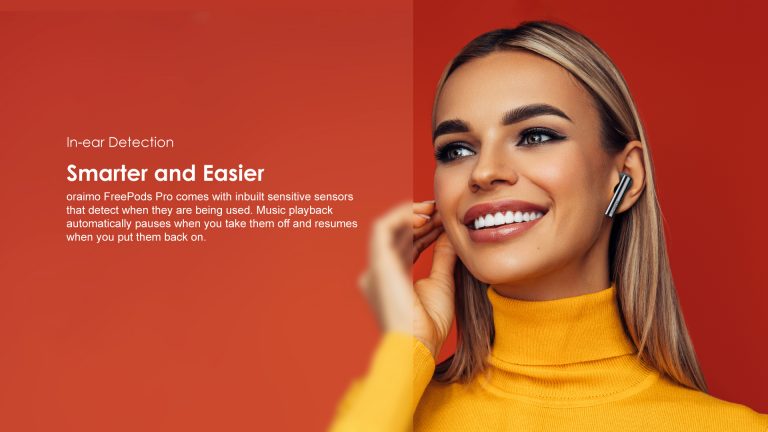 In-ear Detection
Smarter and Easier
oraimo FreePods Pro comes with inbuilt sensitive sensors
that detect when they are being used. Music playback
automatically pauses when you take them off and resumes
when you put them back on.